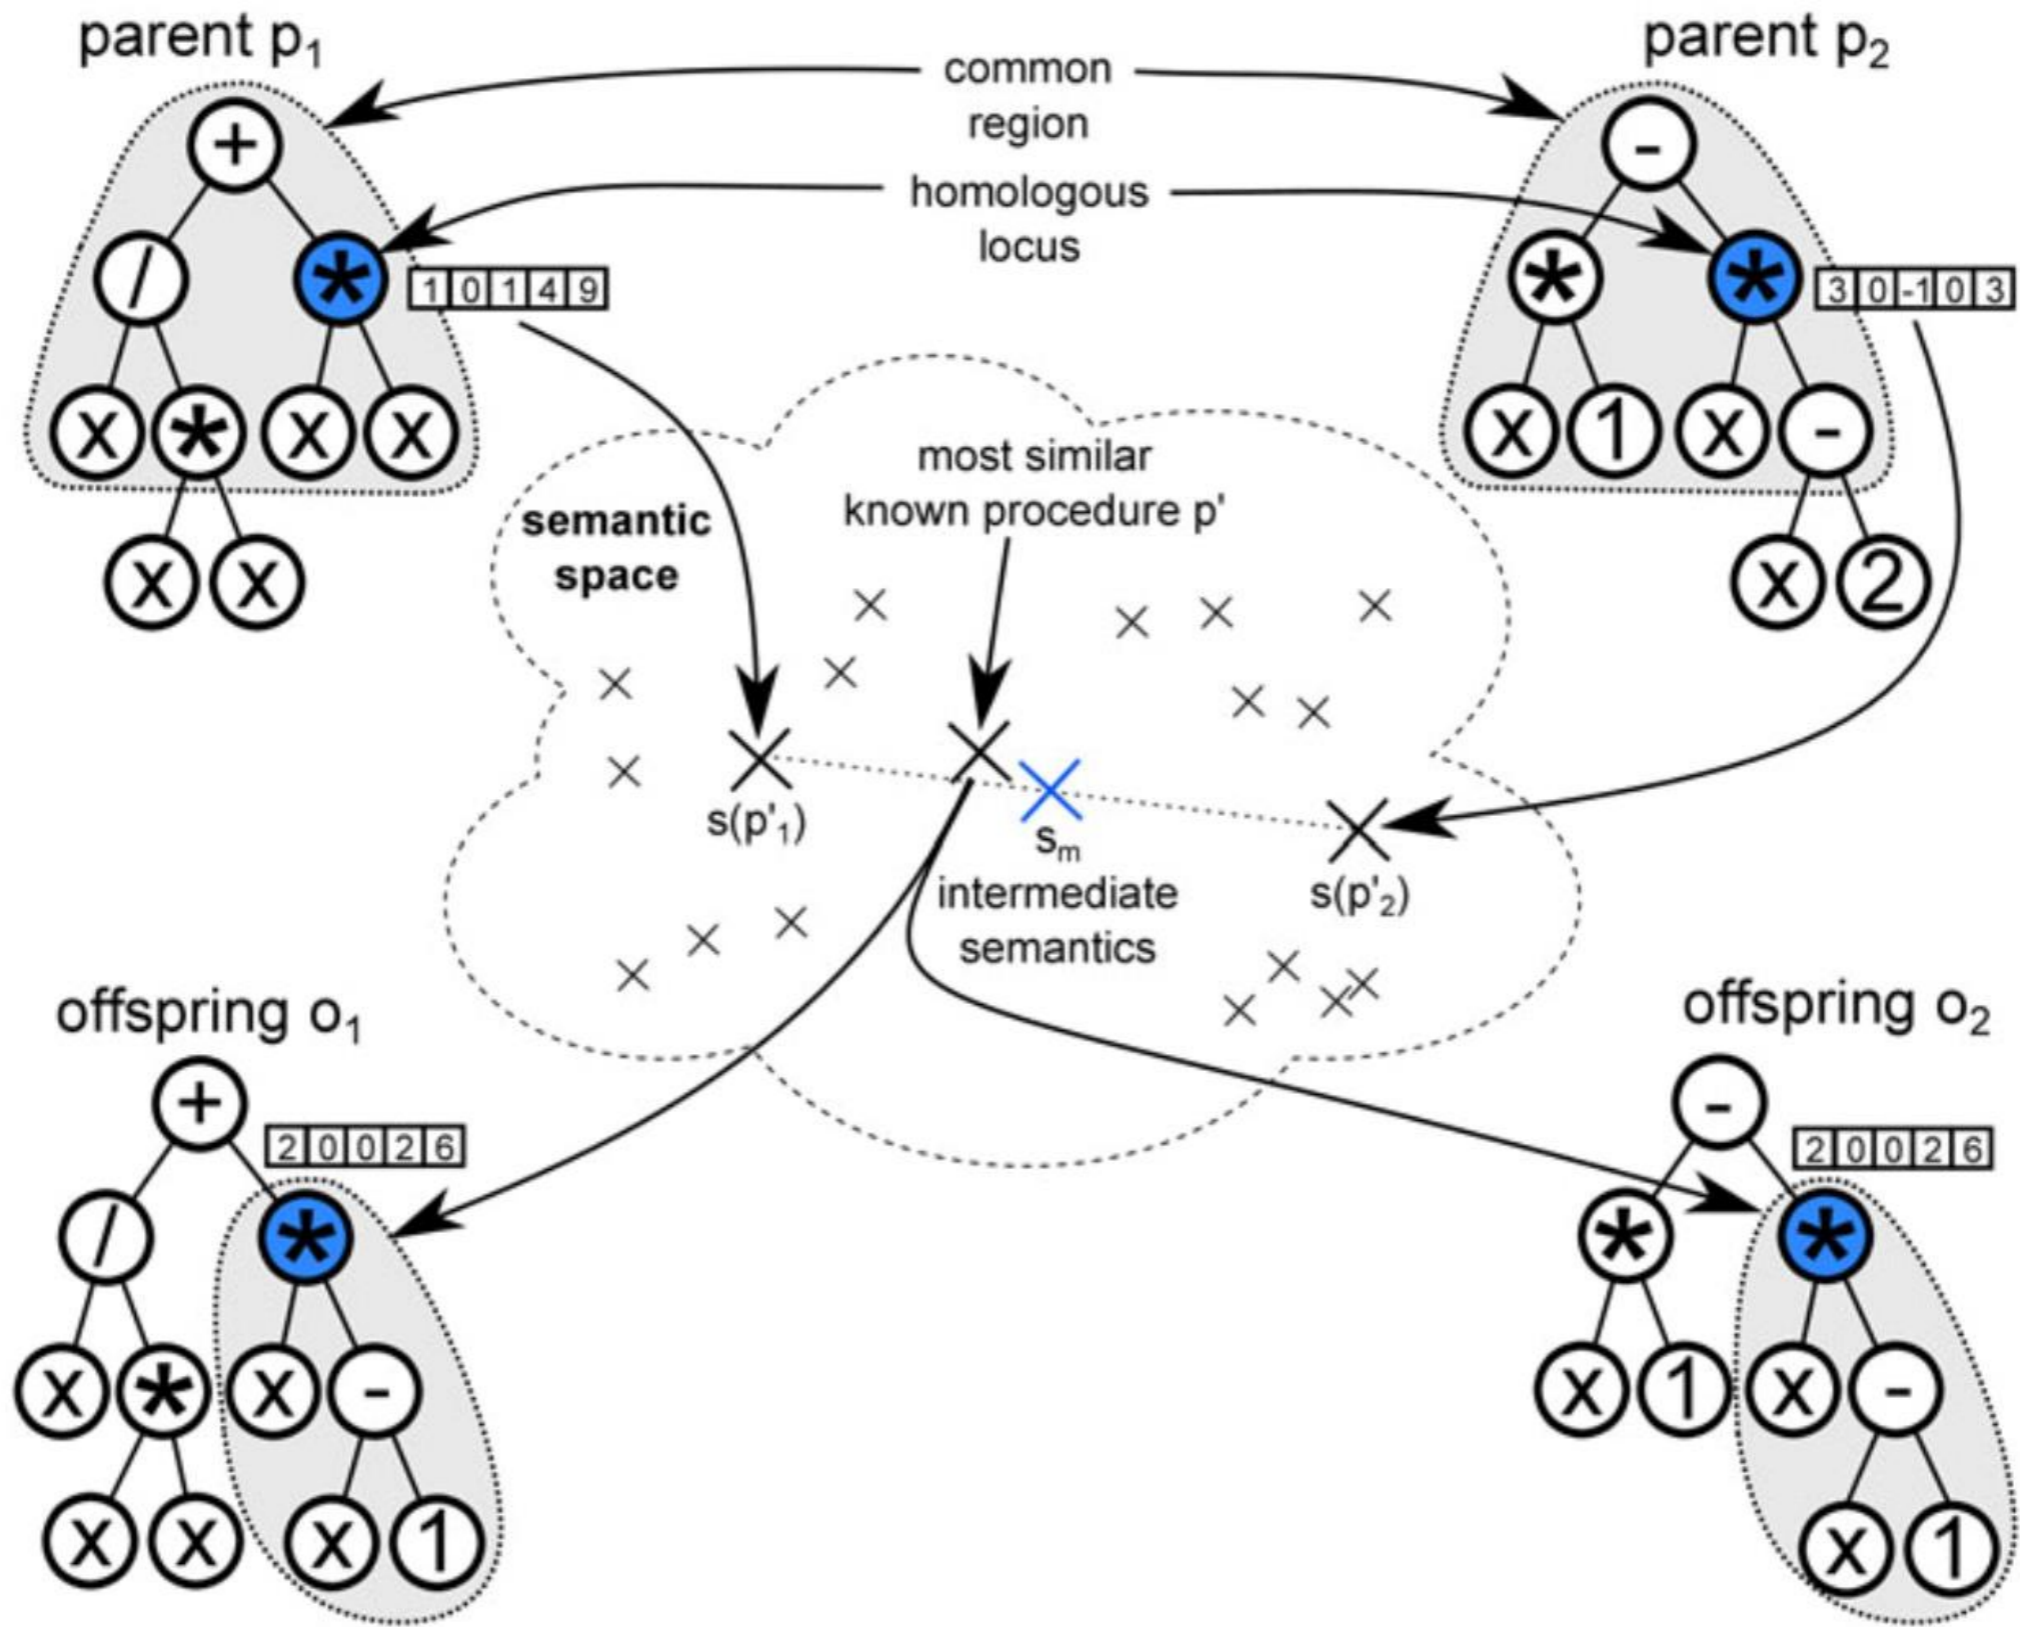 parent p1
common
region
parent p2
+
-
homologous
locus
/
*
1 0 1 4 9
*
*
3 0 -1 0 3
x
*
x
x
x
1
x
-
x
x
x
2
most similar
known procedure p'
semantic
space
s(p'1)
sm
intermediate
semantics
s(p'2)
offspring o1
offspring o2
+
2 0 0 2 6
-
2 0 0 2 6
/
*
*
*
x
*
x
-
x
1
x
-
x
x
x
1
x
1